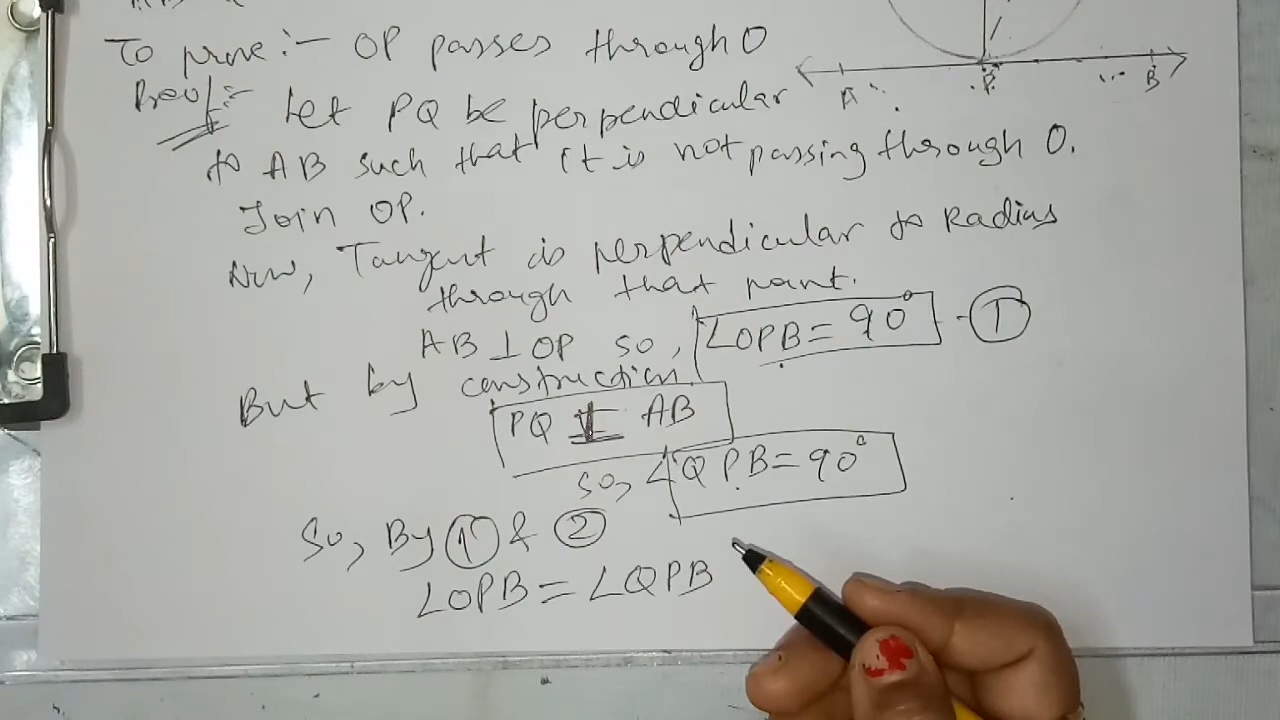 To prove :- OP passes through O
Proof :- Let PQ be perpendicular
to AB such that it is not passing through O.
Join OP.
Now, Tangent is perpendicular to Radius
through that point.
AB ⊥ OP so, ∠OPB = 90° - ①
But by construction
PQ ⊥ AB
so, ∠QPB = 90°
So, By ① & ②
∠OPB = ∠QPB
A P B